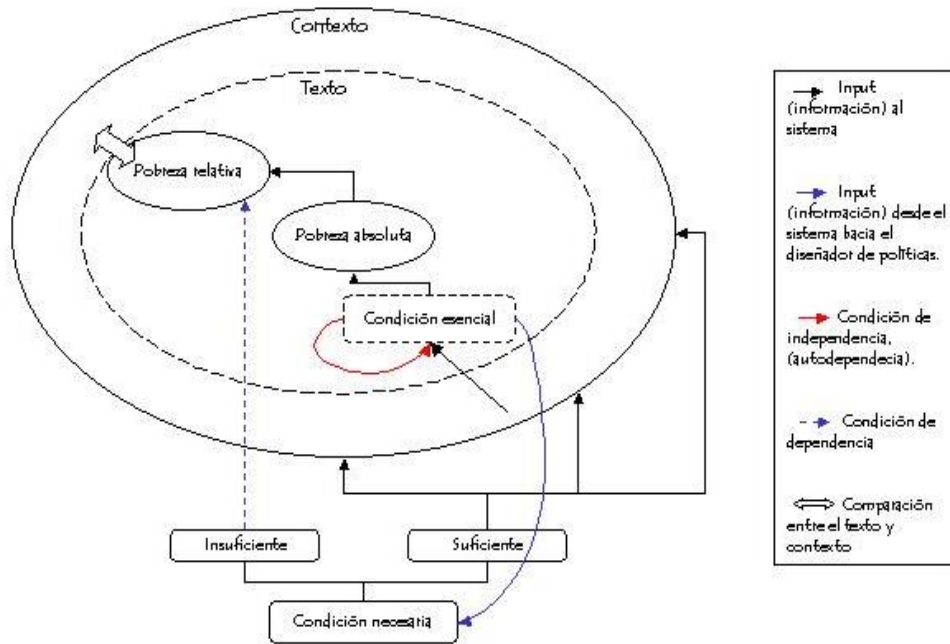 Contexto
Texto
Pobreza relativa
Pobreza absoluta
Condición esencial
Insuficiente
Suficiente
Condición necesaria
Input
(información) al
sistema
Input
(información) desde el
sistema hacia el
diseñador de políticas.
Condición de
independencia,
(autodependecia).
Condición de
dependencia
Comparación
entre el texto y
contexto